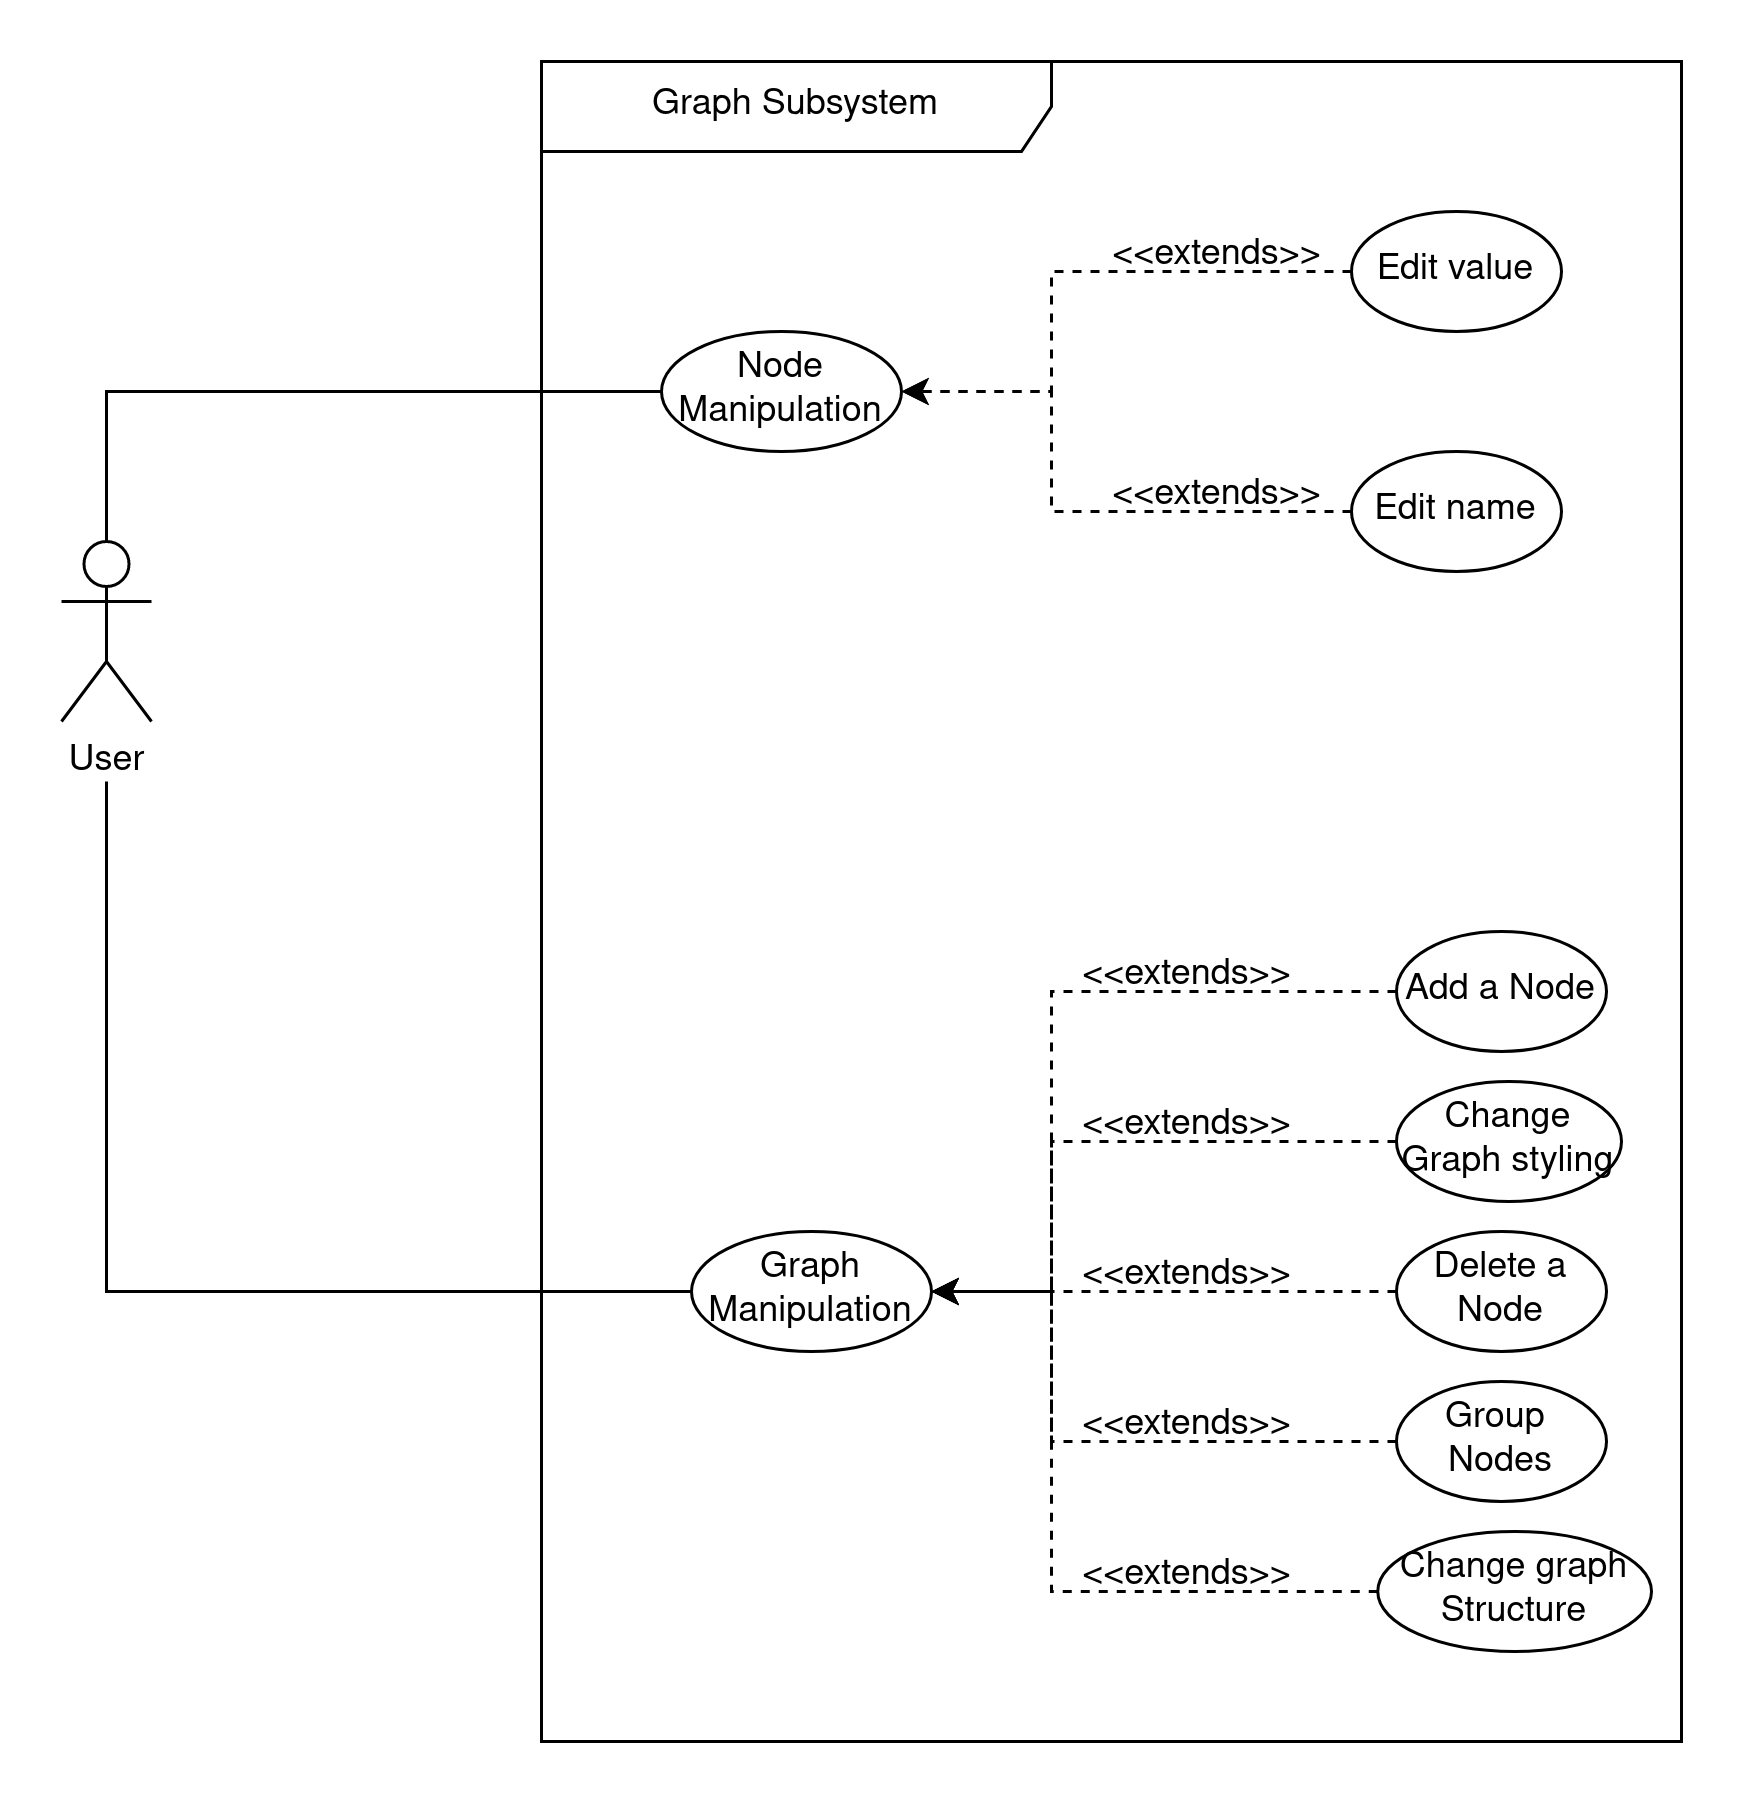 Graph Subsystem
<<extends>>
Edit value
Node
Manipulation
<<extends>>
Edit name
User
<<extends>>
Add a Node
<<extends>>
Change
Graph styling
Graph
Manipulation
<<extends>>
Delete a
Node
<<extends>>
Group
Nodes
<<extends>>
Change graph
Structure